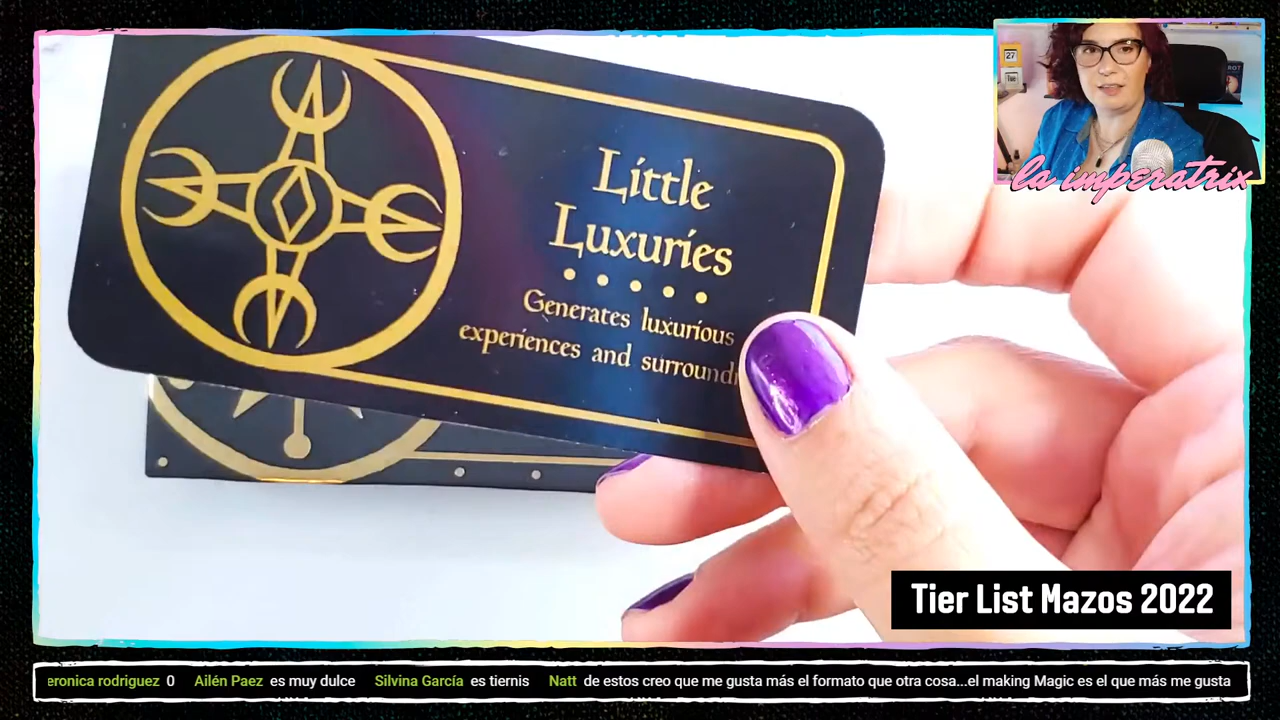 27
Tue
la imperatrix
Little
Luxuries
Generates luxurious
experiences and surround
Tier List Mazos 2022
eronica rodriguez 0 Ailén Paez es muy dulce Silvina García es tiernis Natt de estos creo que me gusta más el formato que otra cosa...el making Magic es el que más me gusta